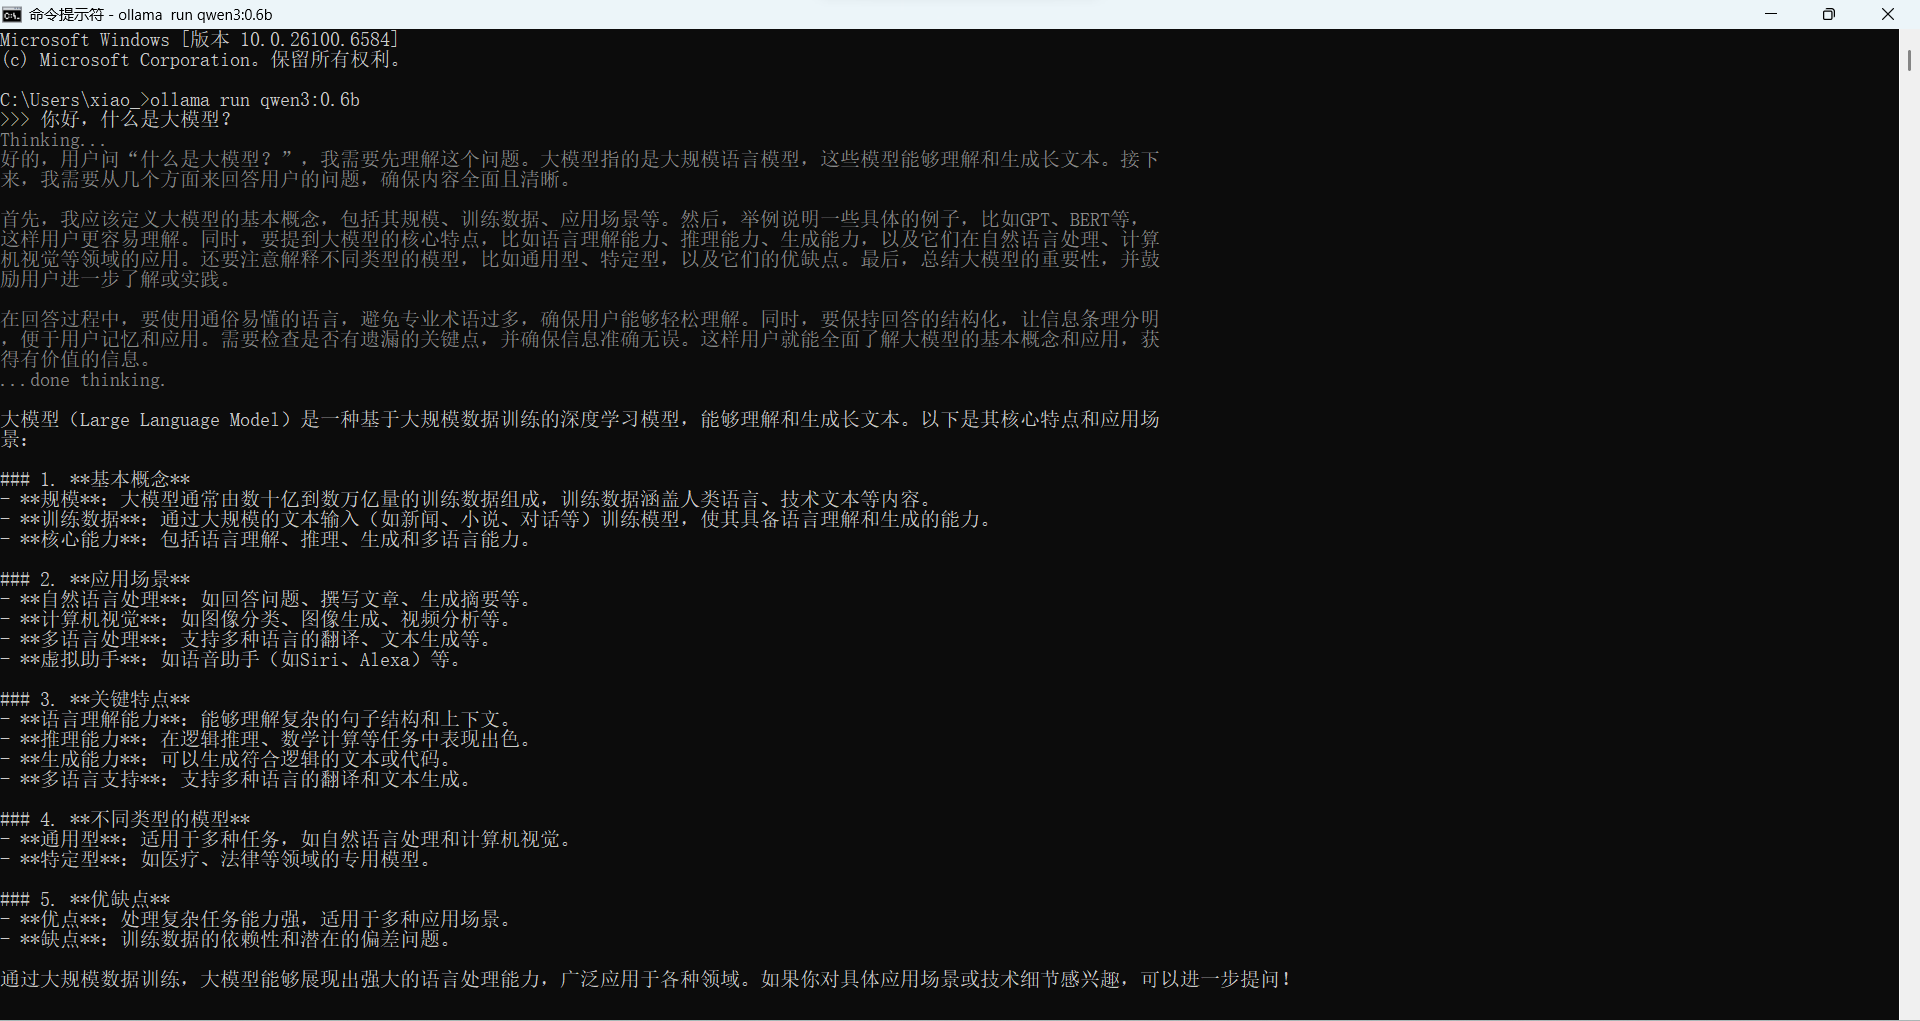 命令提示符 - ollama  run qwen3:0.6b
Microsoft Windows [版本 10.0.26100.6584]
(c) Microsoft Corporation。保留所有权利。
C:\Users\xiao_>ollama run qwen3:0.6b
>>> 你好，什么是大模型？
Thinking...
好的，用户问“什么是大模型？”，我需要先理解这个问题。大模型指的是大规模语言模型，这些模型能够理解和生成长文本。接下
来，我需要从几个方面来回答用户的问题，确保内容全面且清晰。
首先，我应该定义大模型的基本概念，包括其规模、训练数据、应用场景等。然后，举例说明一些具体的例子，比如GPT、BERT等，
这样用户更容易理解。同时，要提到大模型的核心特点，比如语言理解能力、推理能力、生成能力，以及它们在自然语言处理、计算
机视觉等领域的应用。还要注意解释不同类型的模型，比如通用型、特定型，以及它们的优缺点。最后，总结大模型的重要性，并鼓
励用户进一步了解或实践。
在回答过程中，要使用通俗易懂的语言，避免专业术语过多，确保用户能够轻松理解。同时，要保持回答的结构化，让信息条理分明
，便于用户记忆和应用。需要检查是否有遗漏的关键点，并确保信息准确无误。这样用户就能全面了解大模型的基本概念和应用，获
得有价值的信息。
...done thinking.
大模型（Large Language Model）是一种基于大规模数据训练的深度学习模型，能够理解和生成长文本。以下是其核心特点和应用场
景：
### 1. **基本概念**
- **规模**：大模型通常由数十亿到数万亿量的训练数据组成，训练数据涵盖人类语言、技术文本等内容。
- **训练数据**：通过大规模的文本输入（如新闻、小说、对话等）训练模型，使其具备语言理解和生成的能力。
- **核心能力**：包括语言理解、推理、生成和多语言能力。
### 2. **应用场景**
- **自然语言处理**：如回答问题、撰写文章、生成摘要等。
- **计算机视觉**：如图像分类、图像生成、视频分析等。
- **多语言处理**：支持多种语言的翻译、文本生成等。
- **虚拟助手**：如语音助手（如Siri、Alexa）等。
### 3. **关键特点**
- **语言理解能力**：能够理解复杂的句子结构和上下文。
- **推理能力**：在逻辑推理、数学计算等任务中表现出色。
- **生成能力**：可以生成符合逻辑的文本或代码。
- **多语言支持**：支持多种语言的翻译和文本生成。
### 4. **不同类型的模型**
- **通用型**：适用于多种任务，如自然语言处理和计算机视觉。
- **特定型**：如医疗、法律等领域的专用模型。
### 5. **优缺点**
- **优点**：处理复杂任务能力强，适用于多种应用场景。
- **缺点**：训练数据的依赖性和潜在的偏差问题。
通过大规模数据训练，大模型能够展现出强大的语言处理能力，广泛应用于各种领域。如果你对具体应用场景或技术细节感兴趣，可以进一步提问！